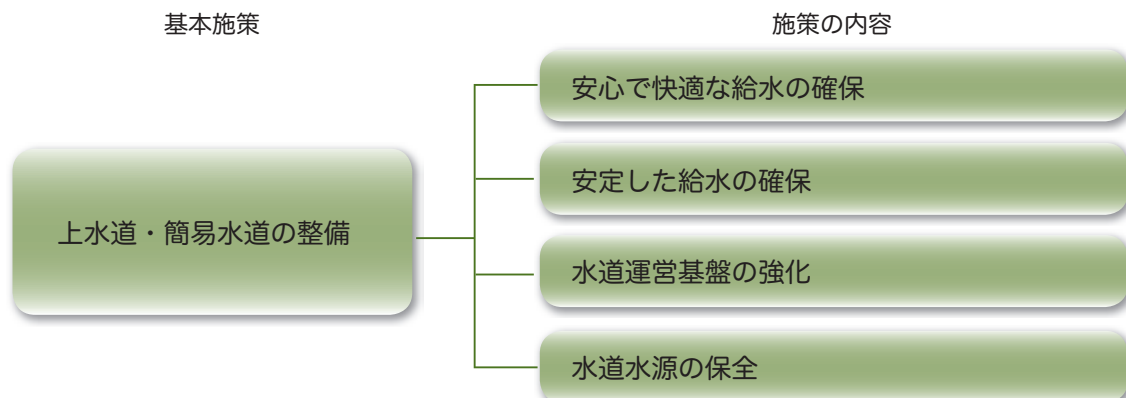 基本施策
施策の内容
安心で快適な給水の確保
安定した給水の確保
上水道・簡易水道の整備
水道運営基盤の強化
水道水源の保全